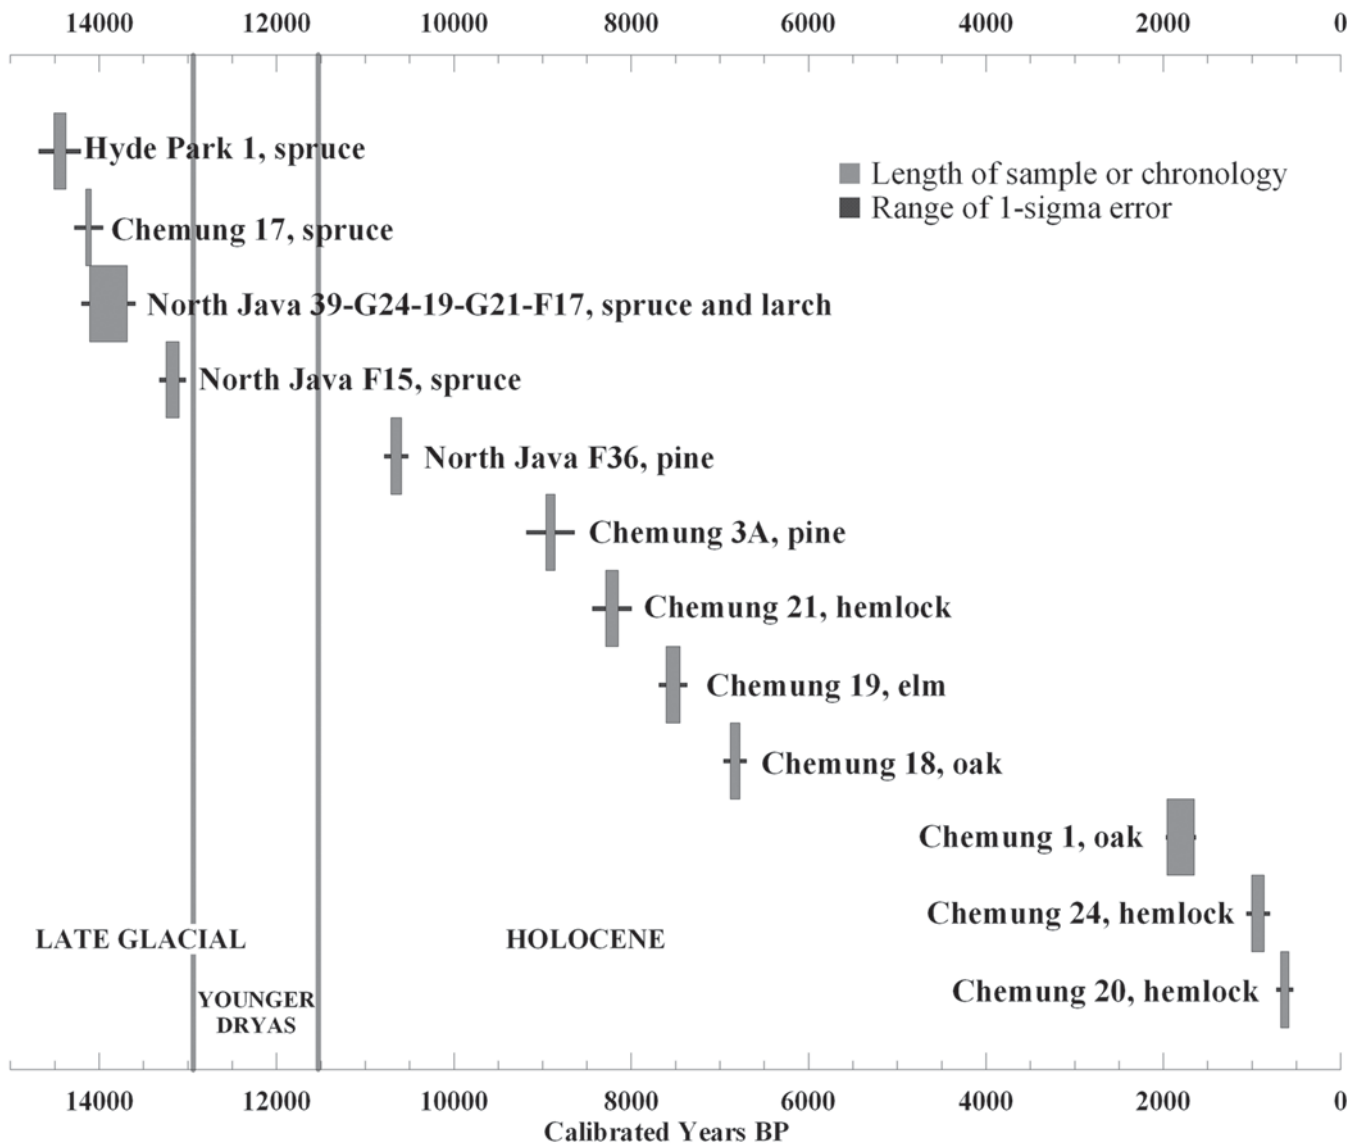 14000 12000 10000 8000 6000 4000 2000 0
Hyde Park 1, spruce
Length of sample or chronology
Range of 1-sigma error
Chemung 17, spruce
North Java 39-G24-19-G21-F17, spruce and larch
North Java F15, spruce
North Java F36, pine
Chemung 3A, pine
Chemung 21, hemlock
Chemung 19, elm
Chemung 18, oak
Chemung 1, oak
Chemung 24, hemlock
LATE GLACIAL HOLOCENE
Chemung 20, hemlock
YOUNGER
DRYAS
14000 12000 10000 8000 6000 4000 2000 0
Calibrated Years BP